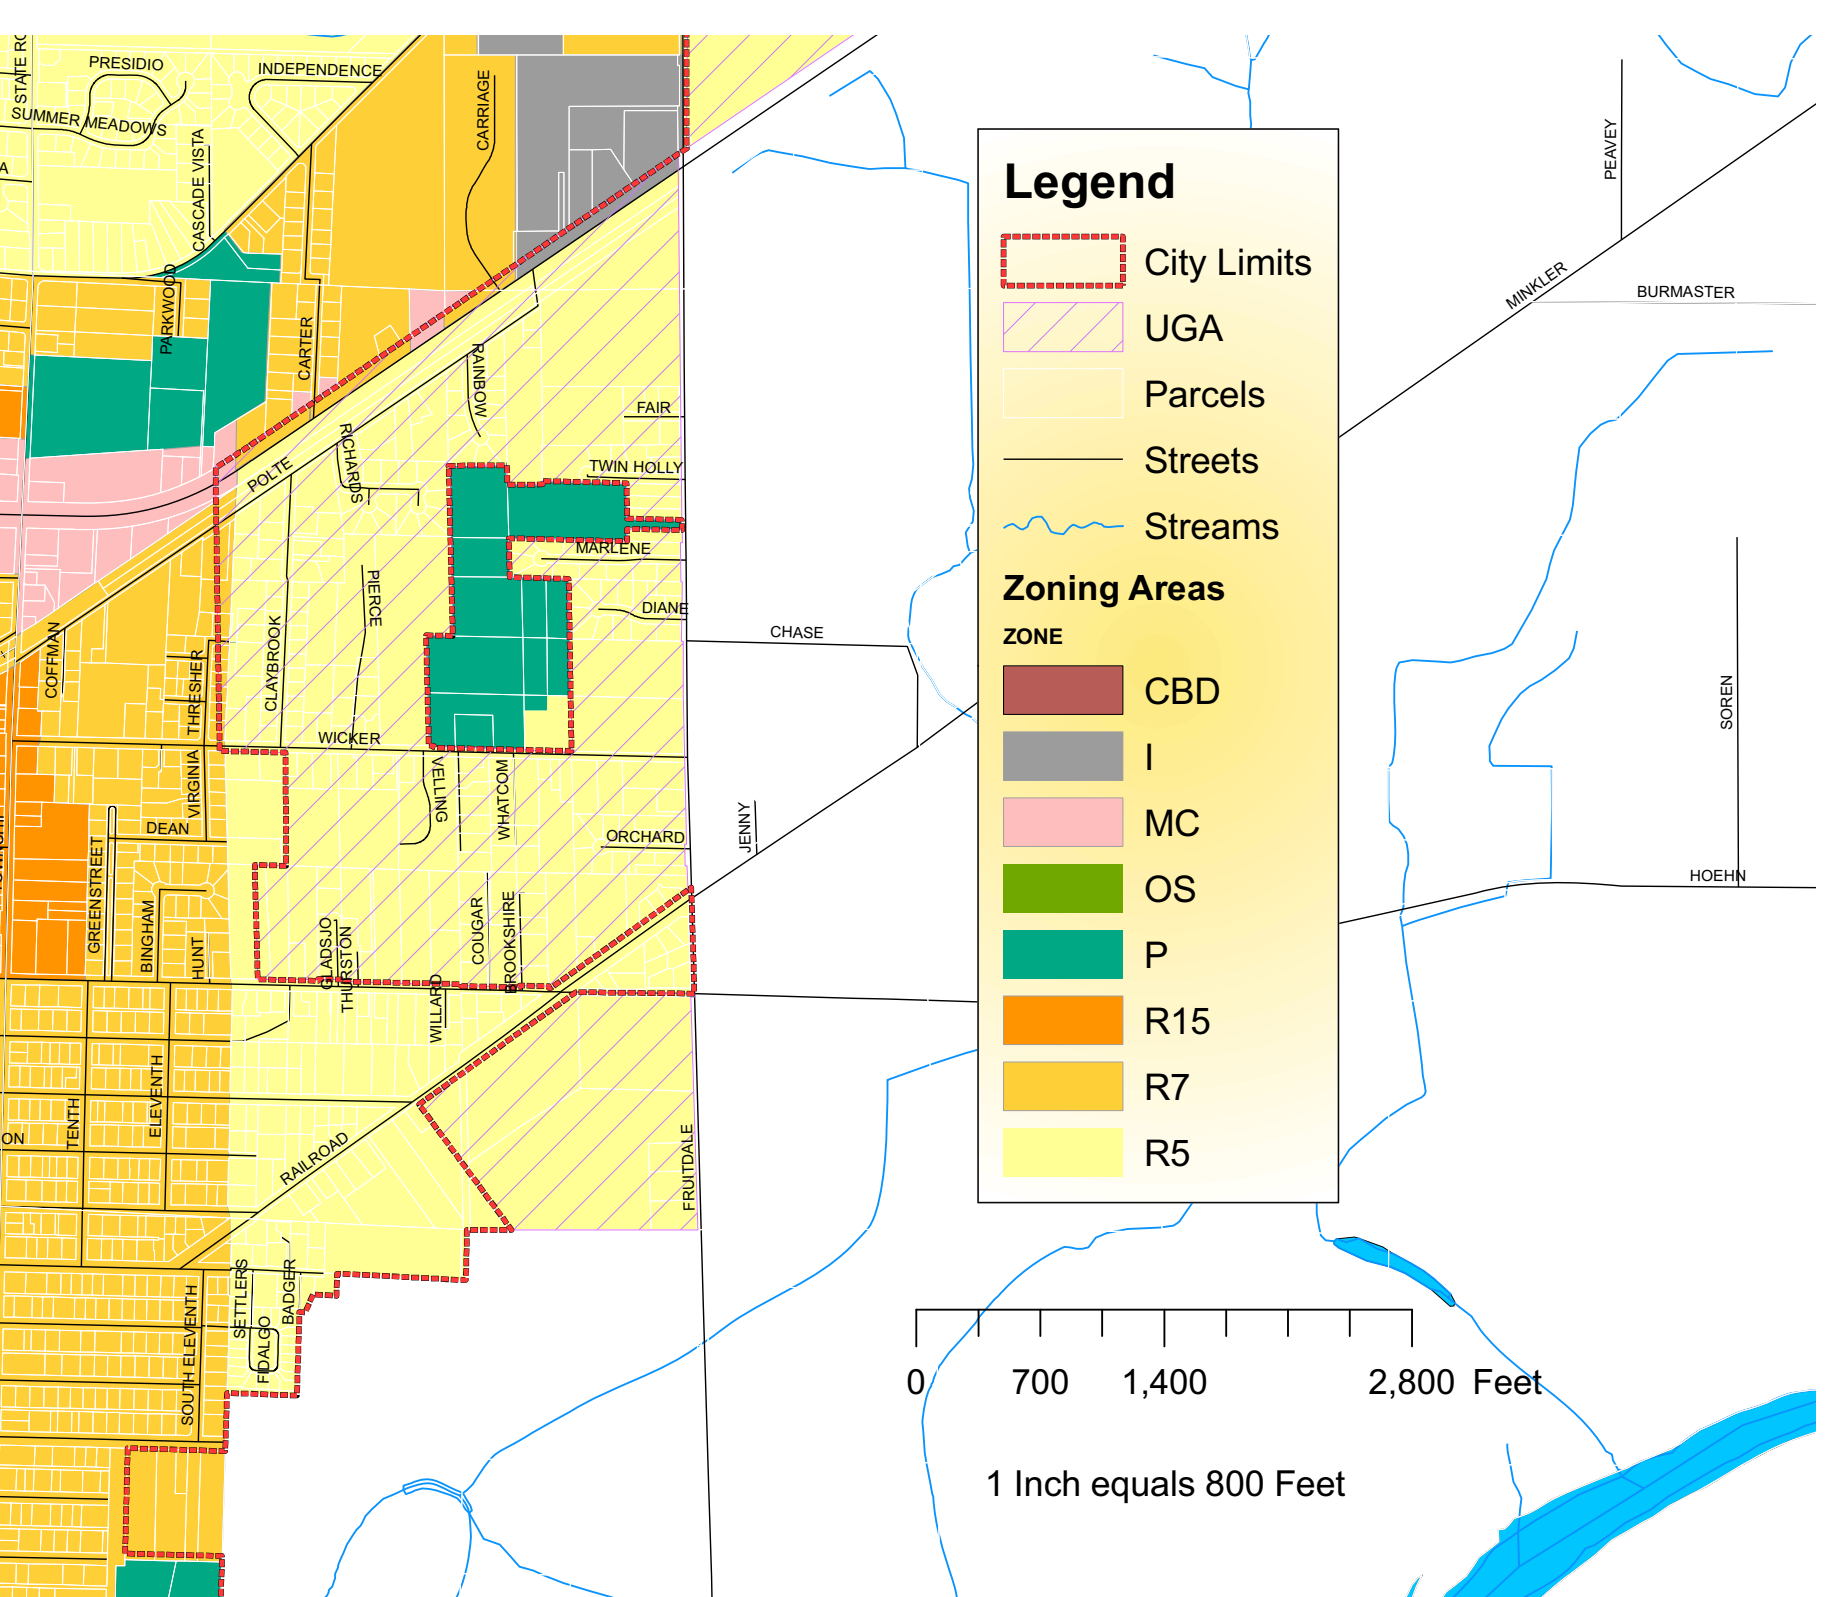 STATE RO
PRESIDIO
INDEPENDENCE
SUMMER MEADOWS
CASCADE VISTA
CARRIAGE
A
PARKWOOD
CARTER
RAINBOW
FAIR
RICHARDS
POLTE
TWIN HOLLY
MARLENE
PIERCE
DIANE
COFFMAN
THRESHER
CLAYBROOK
CHASE
WICKER
VIRGINIA
VELLING
WHATCOM
DEAN
ORCHARD
JENNY
GREENSTREET
BINGHAM
HUNT
GLADSJO
THURSTON
COUGAR
BROOKSHIRE
WILLARD
ELEVENTH
TENTH
ON
RAILROAD
FRUITDALE
SETTLERS
BADGER
FIDALGO
SOUTH ELEVENTH
PEAVEY
MINKLER
BURMASTER
SOREN
HOEHN
Legend
City Limits
UGA
Parcels
Streets
Streams
Zoning Areas
ZONE
CBD
I
MC
OS
P
R15
R7
R5
0 700 1,400 2,800 Feet
1 Inch equals 800 Feet